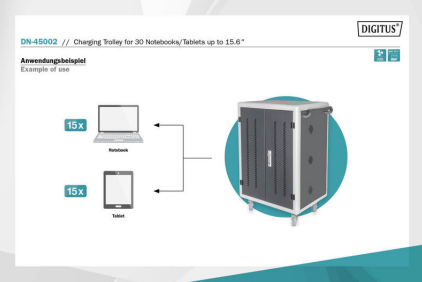 DIGITUS®
DN-45002 // Charging Trolley for 30 Notebooks/Tablets up to 15.6"
Anwendungsbeispiel
Example of use
15x
Notebook
15x
Tablet